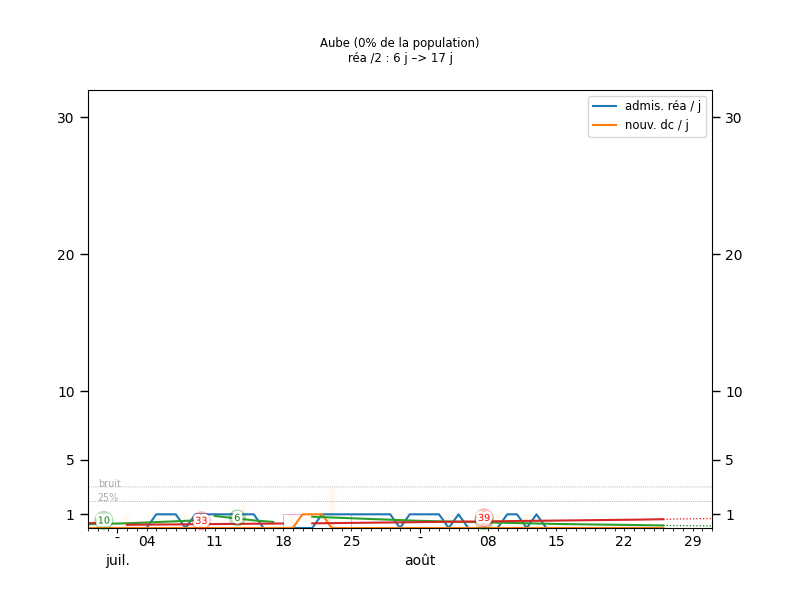 Aube (0% de la population)
réa /2 : 6 j –> 17 j
admis. réa / j
nouv. dc / j
30 30
20 20
10 10
5 5
bruit
25%
1 1
10 33 6 39
- 04 11 18 25 - 08 15 22 29
juil. août